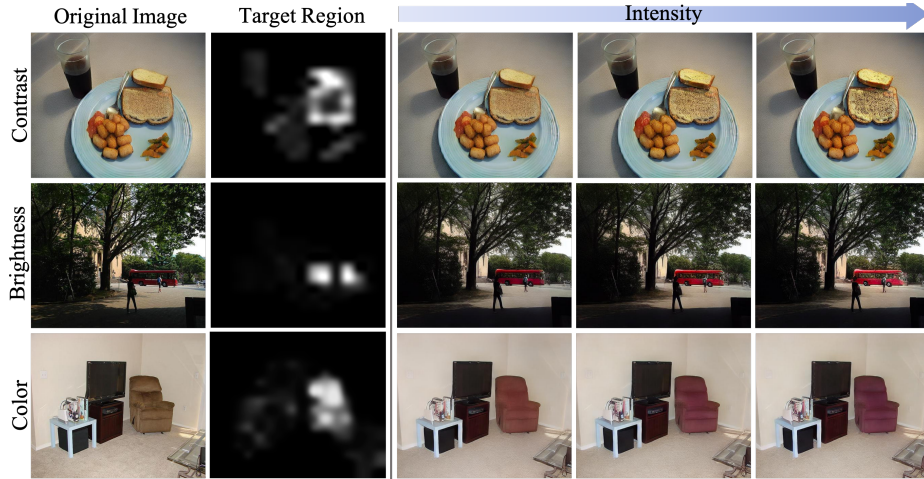 Original Image
Target Region
Intensity
Contrast
Brightness
Color